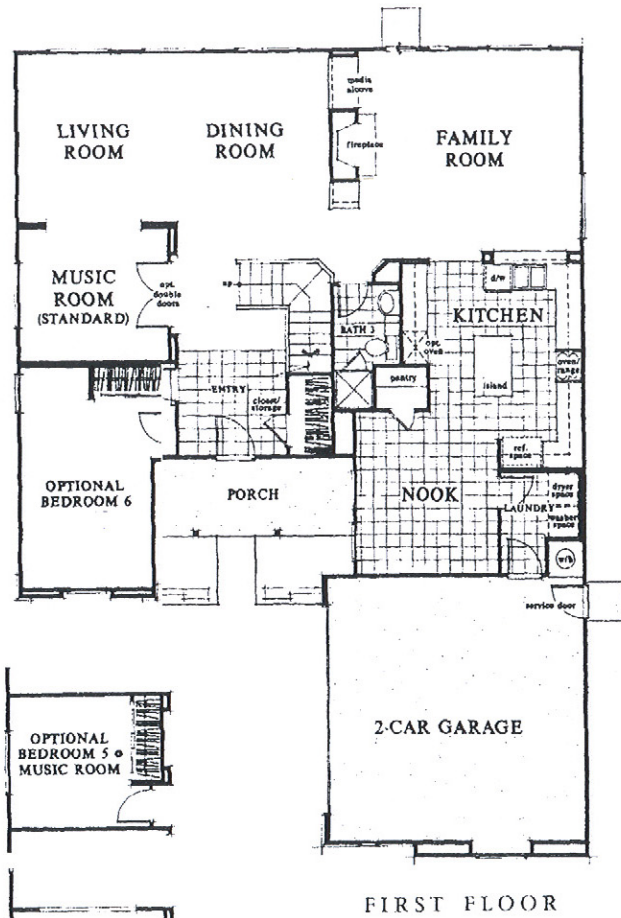 media
alcove
LIVING
ROOM
DINING
ROOM
fireplace
FAMILY
ROOM
MUSIC
ROOM
(STANDARD)
opt.
double
doors
up
d/w
KITCHEN
BATH 3
opt.
oven
oven/
range
pantry
island
ENTRY
closet/
storage
ref.
space
OPTIONAL
BEDROOM 6
PORCH
NOOK
LAUNDRY
dryer
space
washer
space
w/h
service door
2-CAR GARAGE
OPTIONAL
BEDROOM 5 o
MUSIC ROOM
FIRST FLOOR